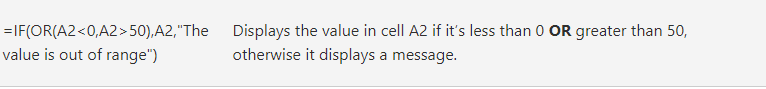 =IF(OR(A2<0,A2>50),A2,"The
value is out of range")
Displays the value in cell A2 if it's less than 0 OR greater than 50,
otherwise it displays a message.